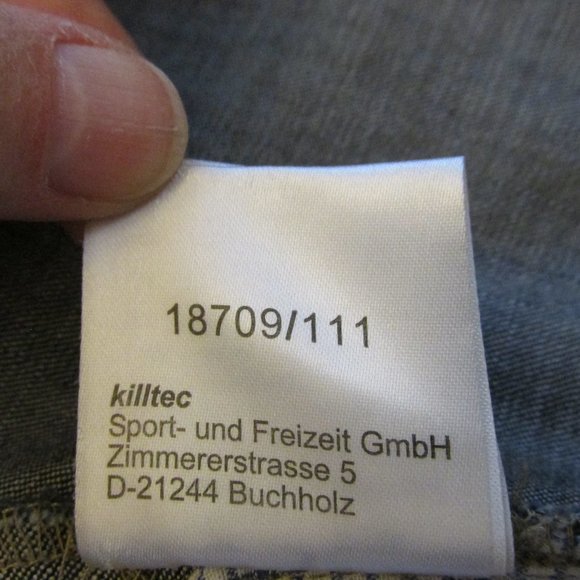 18709/111
killtec
Sport- und Freizeit GmbH
Zimmererstrasse 5
D-21244 Buchholz